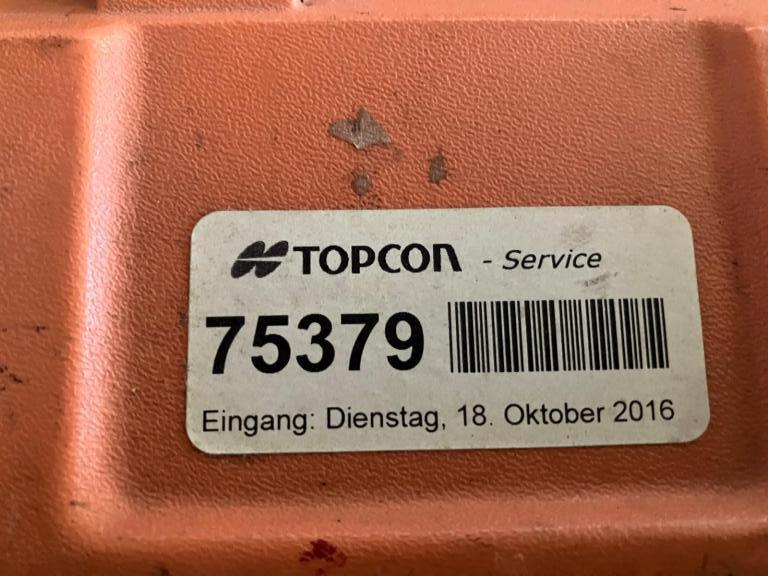 TOPCON - Service
75379
Eingang: Dienstag, 18. Oktober 2016